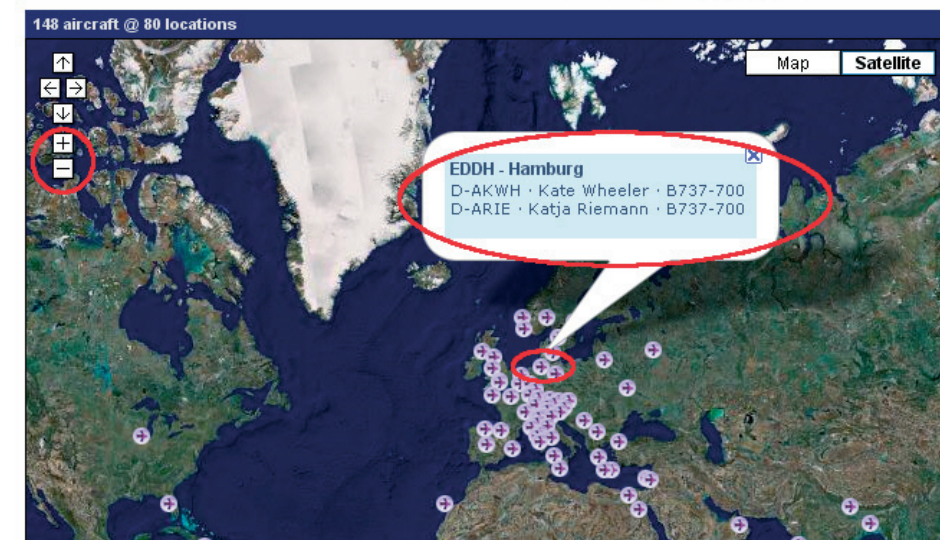 148 aircraft @ 80 locations
Map
Satellite
EDDH - Hamburg
D-AKWH · Kate Wheeler · B737-700
D-ARIE · Katja Riemann · B737-700